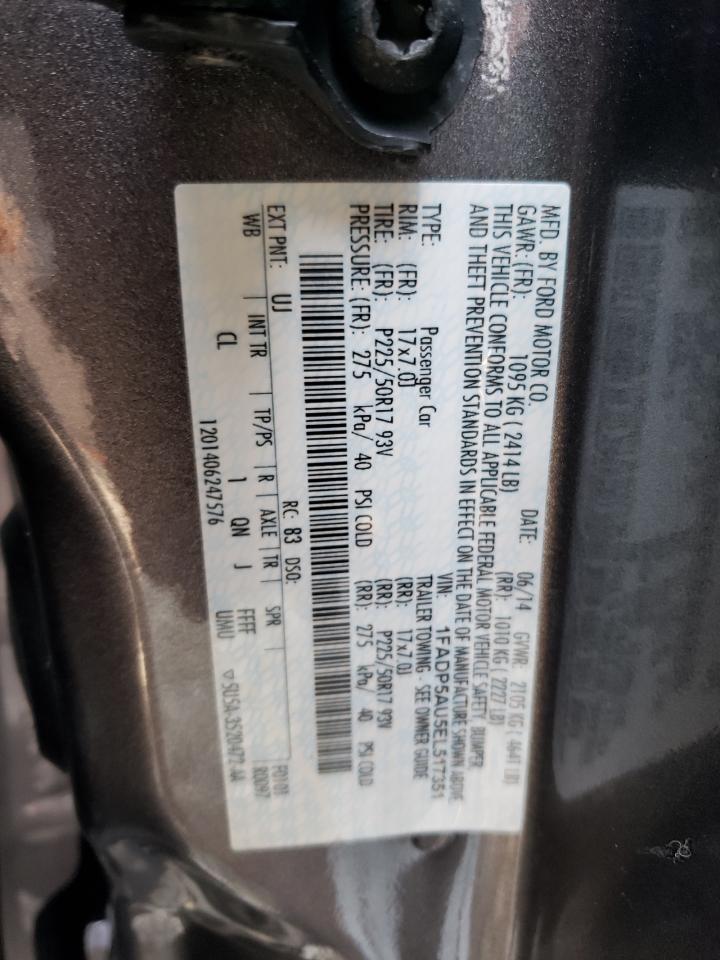 MFD. BY FORD MOTOR CO.
DATE: 06/14 GVWR: 2105 KG ( 4641 LB)
GAWR: (FR): 1095 KG ( 2414 LB) (RR): 1010 KG 2227 LB)
THIS VEHICLE CONFORMS TO ALL APPLICABLE FEDERAL MOTOR VEHICLE SAFETY, BUMPER
AND THEFT PREVENTION STANDARDS IN EFFECT ON THE DATE OF MANUFACTURE SHOWN ABOVE
VIN: 1FADP5AU5EL517351
TYPE: Passenger Car TRAILER TOWING - SEE OWNER GUIDE
RIM: (FR): 17x7.0J (RR): 17x7.0J
TIRE: (FR): P225/50R17 93V (RR): P225/50R17 93V
PRESSURE: (FR): 275 kPa/ 40 PSI COLD (RR): 275 kPa/ 40 PSI COLD
EXT PNT: UJ RC: 83 DSO: F0101
WB | INT TR | TP/PS | R | AXLE | TR | SPR | X0097
CL 1 QN J FFFF
1201406247576 UMU ▽5U5A-3520472-AA